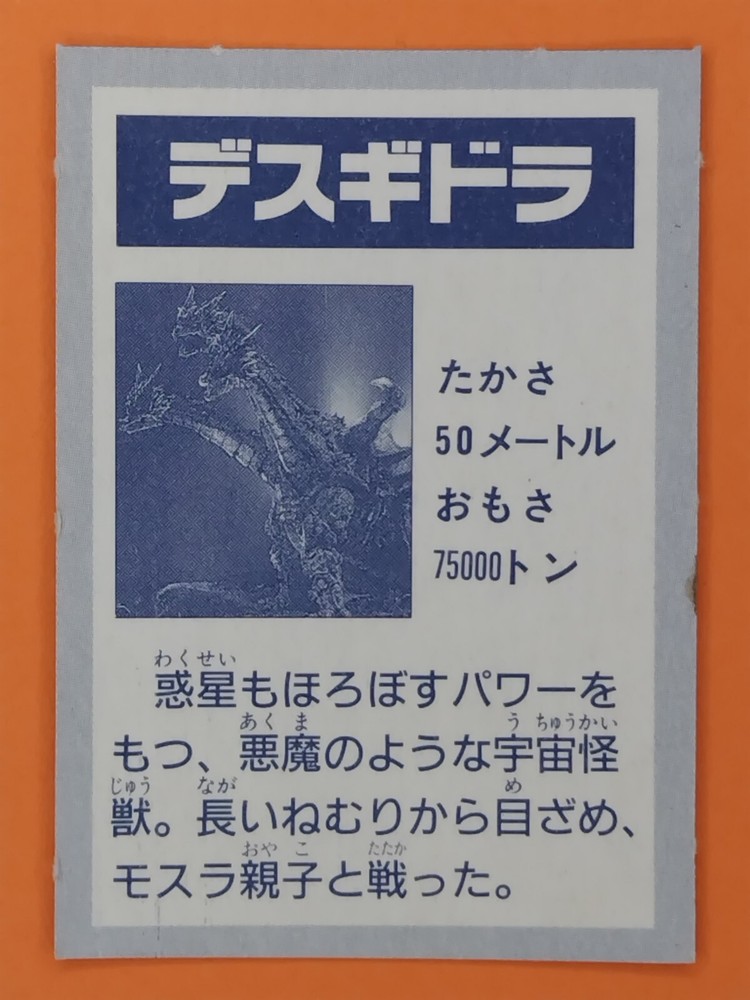 デスギドラ
たかさ
50メートル
おもさ
75000トン
わくせい
惑星もほろぼすパワーを
あくま うちゅうかい
もつ、悪魔のような宇宙怪
じゅう なが め
獣。長いねむりから目ざめ、
おやこ たたか
モスラ親子と戦った。